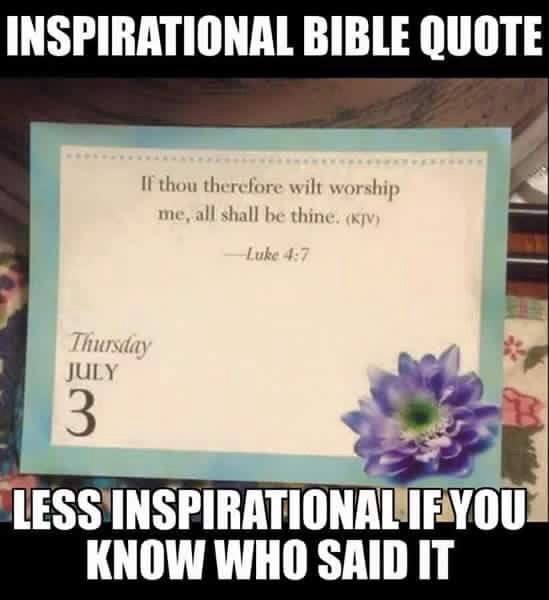 INSPIRATIONAL BIBLE QUOTE
If thou therefore wilt worship
me, all shall be thine. (KJV)
—Luke 4:7
Thursday
JULY
3
LESS INSPIRATIONAL IF YOU
KNOW WHO SAID IT